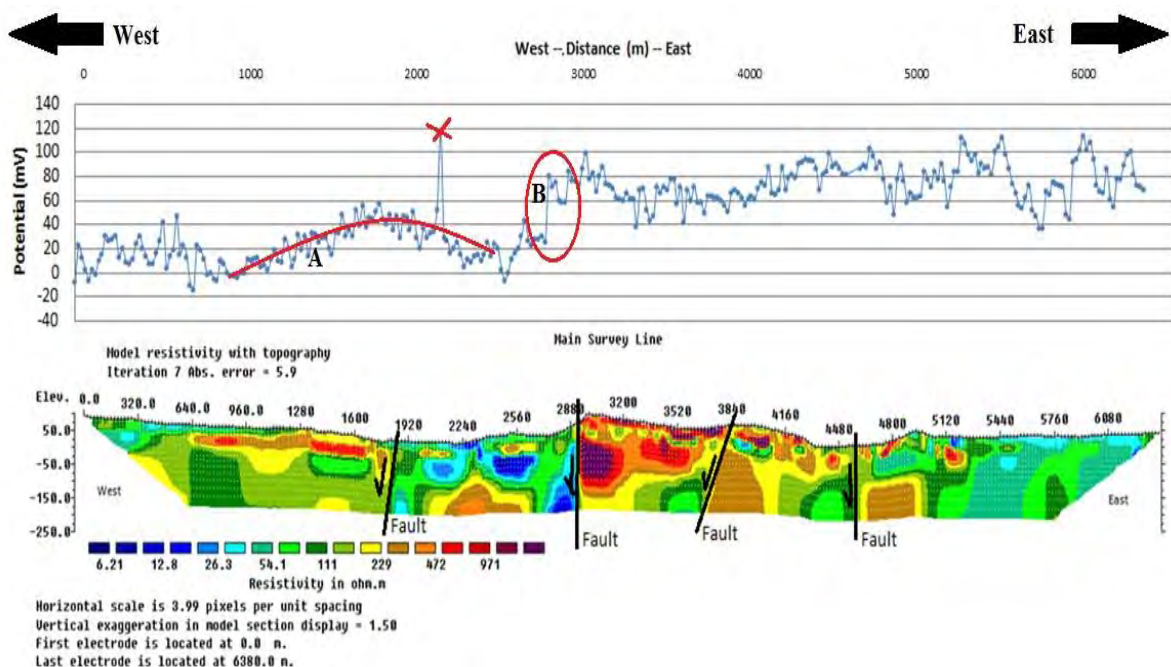 West
East
West --. Distance (m) -- East
0 1000 2000 3000 4000 5000 6000
Potential (mV)
140
120
100
80
60
40
20
0
-20
-40
A
B
Main Survey Line
Model resistivity with topography
Iteration 7 Abs. error = 5.9
Elev. 0.0 320.0 640.0 960.0 1280 1600 1920 2240 2560 2880 3200 3520 3840 4160 4480 4800 5120 5440 5760 6080
50.0
-50.0
-150.0
-250.0
West
East
Fault
Fault
Fault
Fault
6.21 12.8 26.3 54.1 111 229 472 971
Resistivity in ohm.m
Horizontal scale is 3.99 pixels per unit spacing
Vertical exaggeration in model section display = 1.50
First electrode is located at 0.0 m.
Last electrode is located at 6380.0 m.